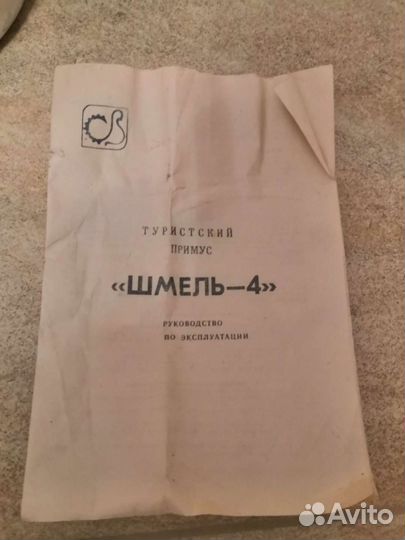 ТУРИСТСКИЙ
ПРИМУС
«ШМЕЛЬ—4»
РУКОВОДСТВО
ПО ЭКСПЛУАТАЦИИ
Avito